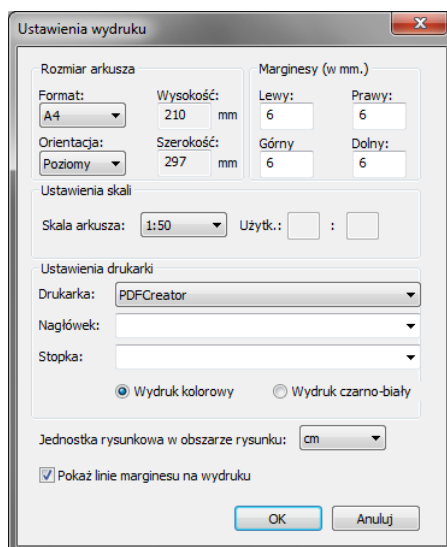 Ustawienia wydruku
Rozmiar arkusza
Format: Wysokość:
A4 210 mm
Orientacja: Szerokość:
Poziomy 297 mm
Marginesy (w mm.)
Lewy: Prawy:
6 6
Górny Dolny:
6 6
Ustawienia skali
Skala arkusza: 1:50 Użytk.: :
Ustawienia drukarki
Drukarka: PDFCreator
Nagłówek:
Stopka:
Wydruk kolorowy Wydruk czarno-biały
Jednostka rysunkowa w obszarze rysunku: cm
Pokaż linie marginesu na wydruku
OK Anuluj